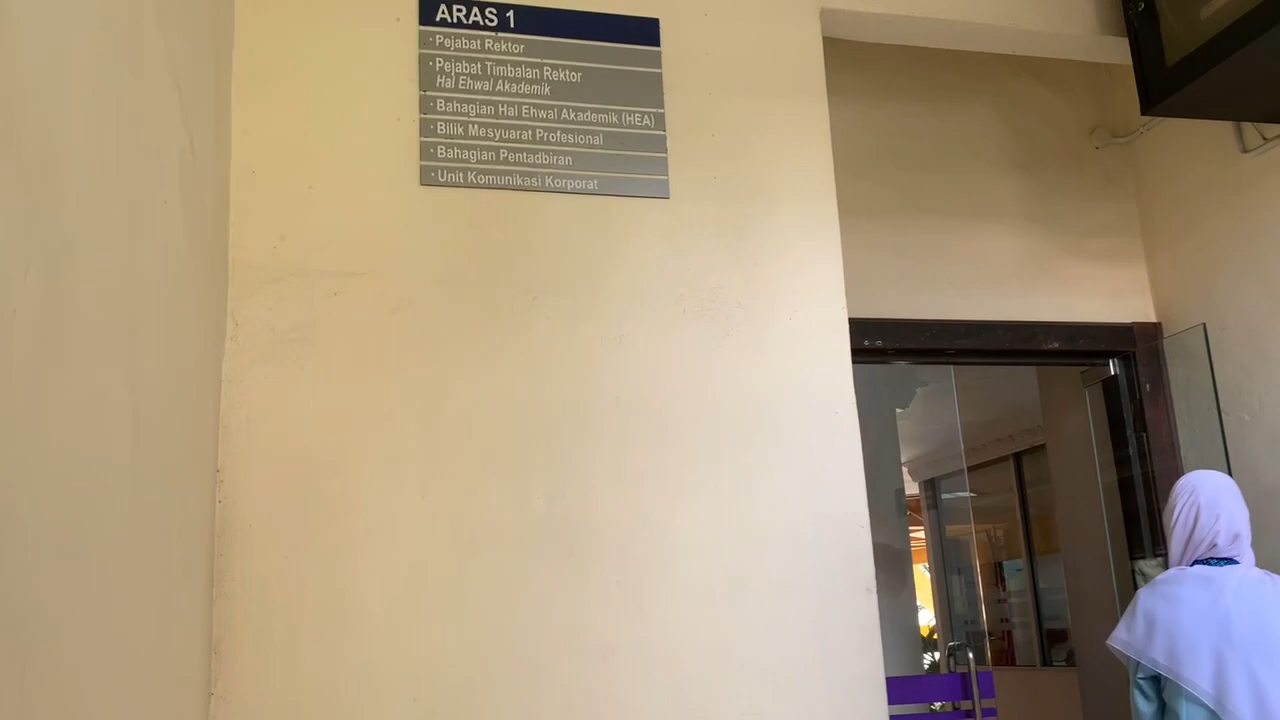 ARAS 1
· Pejabat Rektor
· Pejabat Timbalan Rektor
Hal Ehwal Akademik
· Bahagian Hal Ehwal Akademik (HEA)
· Bilik Mesyuarat Profesional
· Bahagian Pentadbiran
· Unit Komunikasi Korporat